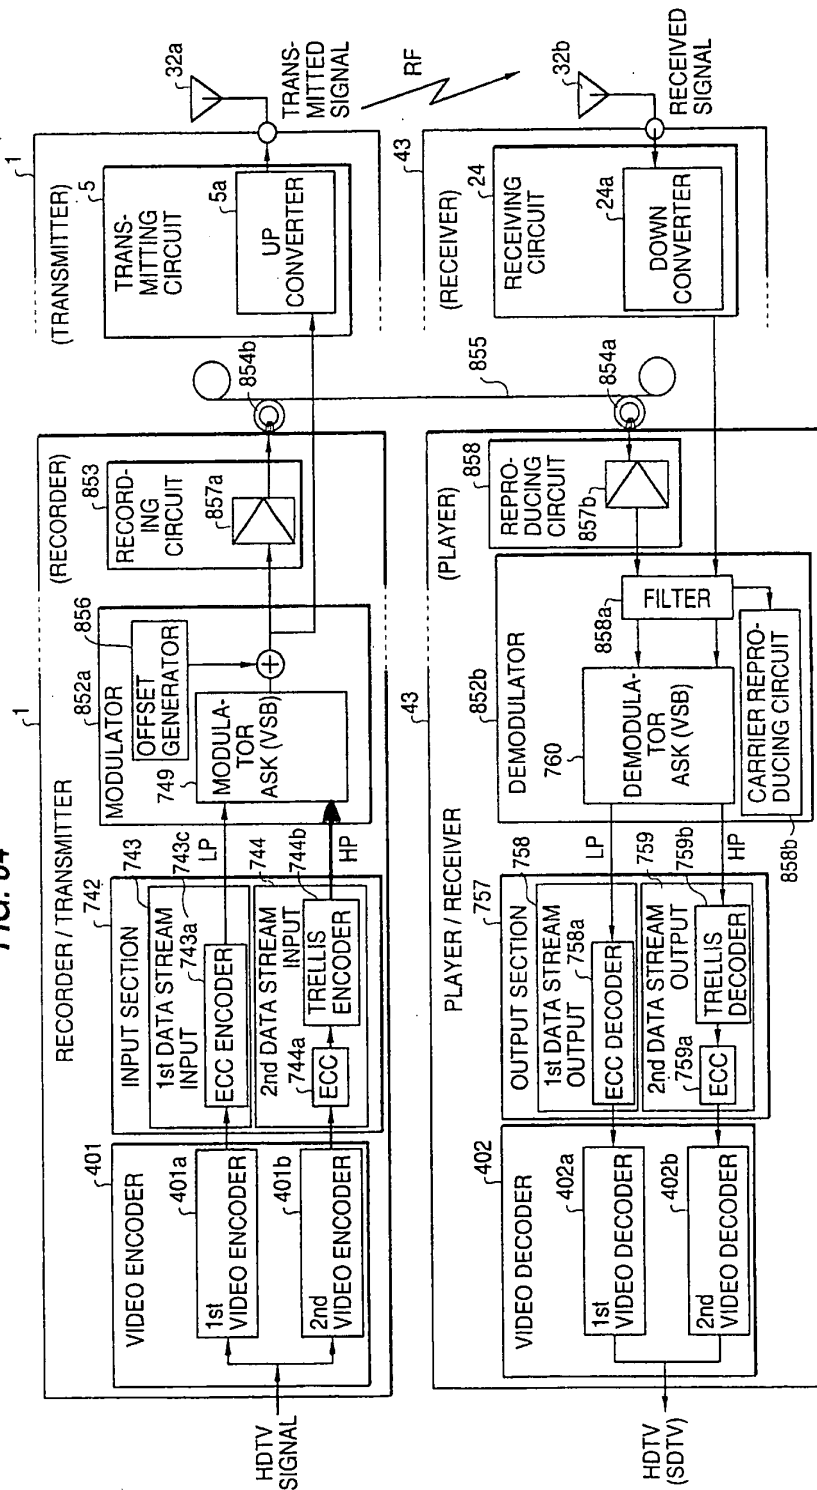 FIG. 84
1
RECORDER / TRANSMITTER
(RECORDER)
(TRANSMITTER)
1
HDTV
SIGNAL
VIDEO ENCODER
401
1st
VIDEO ENCODER
401a
2nd
VIDEO ENCODER
401b
INPUT SECTION
742
1st DATA STREAM
INPUT
743
743c
743a
ECC ENCODER
LP
2nd DATA STREAM
INPUT
744
744a
ECC
744b
TRELLIS
ENCODER
HP
MODULATOR
852a
OFFSET
GENERATOR
856
749
MODULA-
TOR
ASK (VSB)
+
RECORD-
ING
CIRCUIT
853
857a
854b
855
TRANS-
MITTING
CIRCUIT
5
UP
CONVERTER
5a
32a
TRANS-
MITTED
SIGNAL
RF
PLAYER / RECEIVER
43
(PLAYER)
(RECEIVER)
43
HDTV
(SDTV)
VIDEO DECODER
402
1st
VIDEO DECODER
402a
2nd
VIDEO DECODER
402b
OUTPUT SECTION
757
1st DATA STREAM
OUTPUT
758
758a
ECC DECODER
LP
2nd DATA STREAM
OUTPUT
759
759a
ECC
759b
TRELLIS
DECODER
HP
DEMODULATOR
852b
760
DEMODULA-
TOR
ASK (VSB)
858a
FILTER
CARRIER REPRO-
DUCING CIRCUIT
858b
REPRO-
DUCING
CIRCUIT
858
857b
854a
RECEIVING
CIRCUIT
24
DOWN
CONVERTER
24a
32b
RECEIVED
SIGNAL